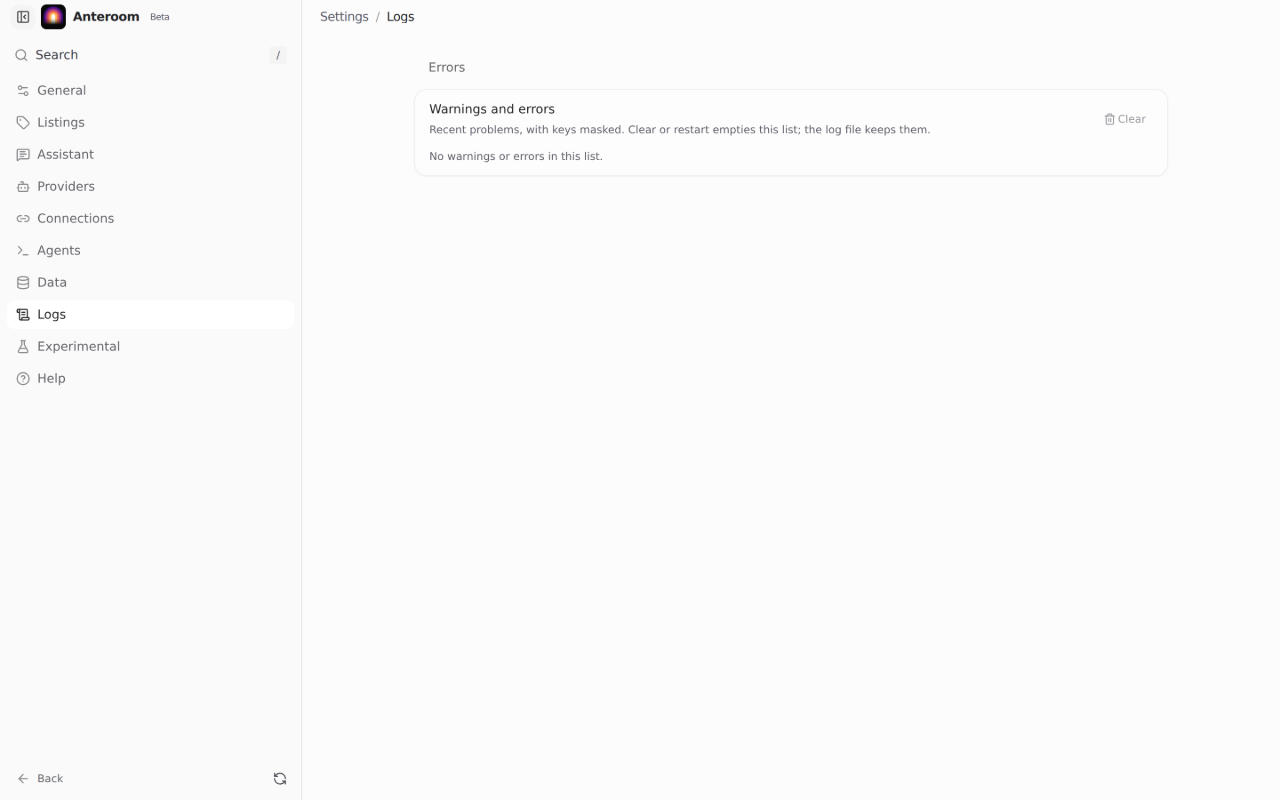 Anteroom Beta
Search /
General
Listings
Assistant
Providers
Connections
Agents
Data
Logs
Experimental
Help
Back
Settings / Logs
Errors
Warnings and errors
Recent problems, with keys masked. Clear or restart empties this list; the log file keeps them.
Clear
No warnings or errors in this list.